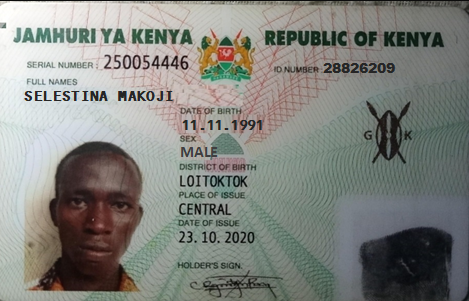 JAMHURI YA KENYA REPUBLIC OF KENYA
SERIAL NUMBER : 250054446 ID NUMBER : 28826209
FULL NAMES
SELESTINA MAKOJI
DATE OF BIRTH
11.11.1991
SEX
MALE
G K
DISTRICT OF BIRTH
LOITOKTOK
PLACE OF ISSUE
CENTRAL
DATE OF ISSUE
23. 10. 2020
HOLDER'S SIGN.